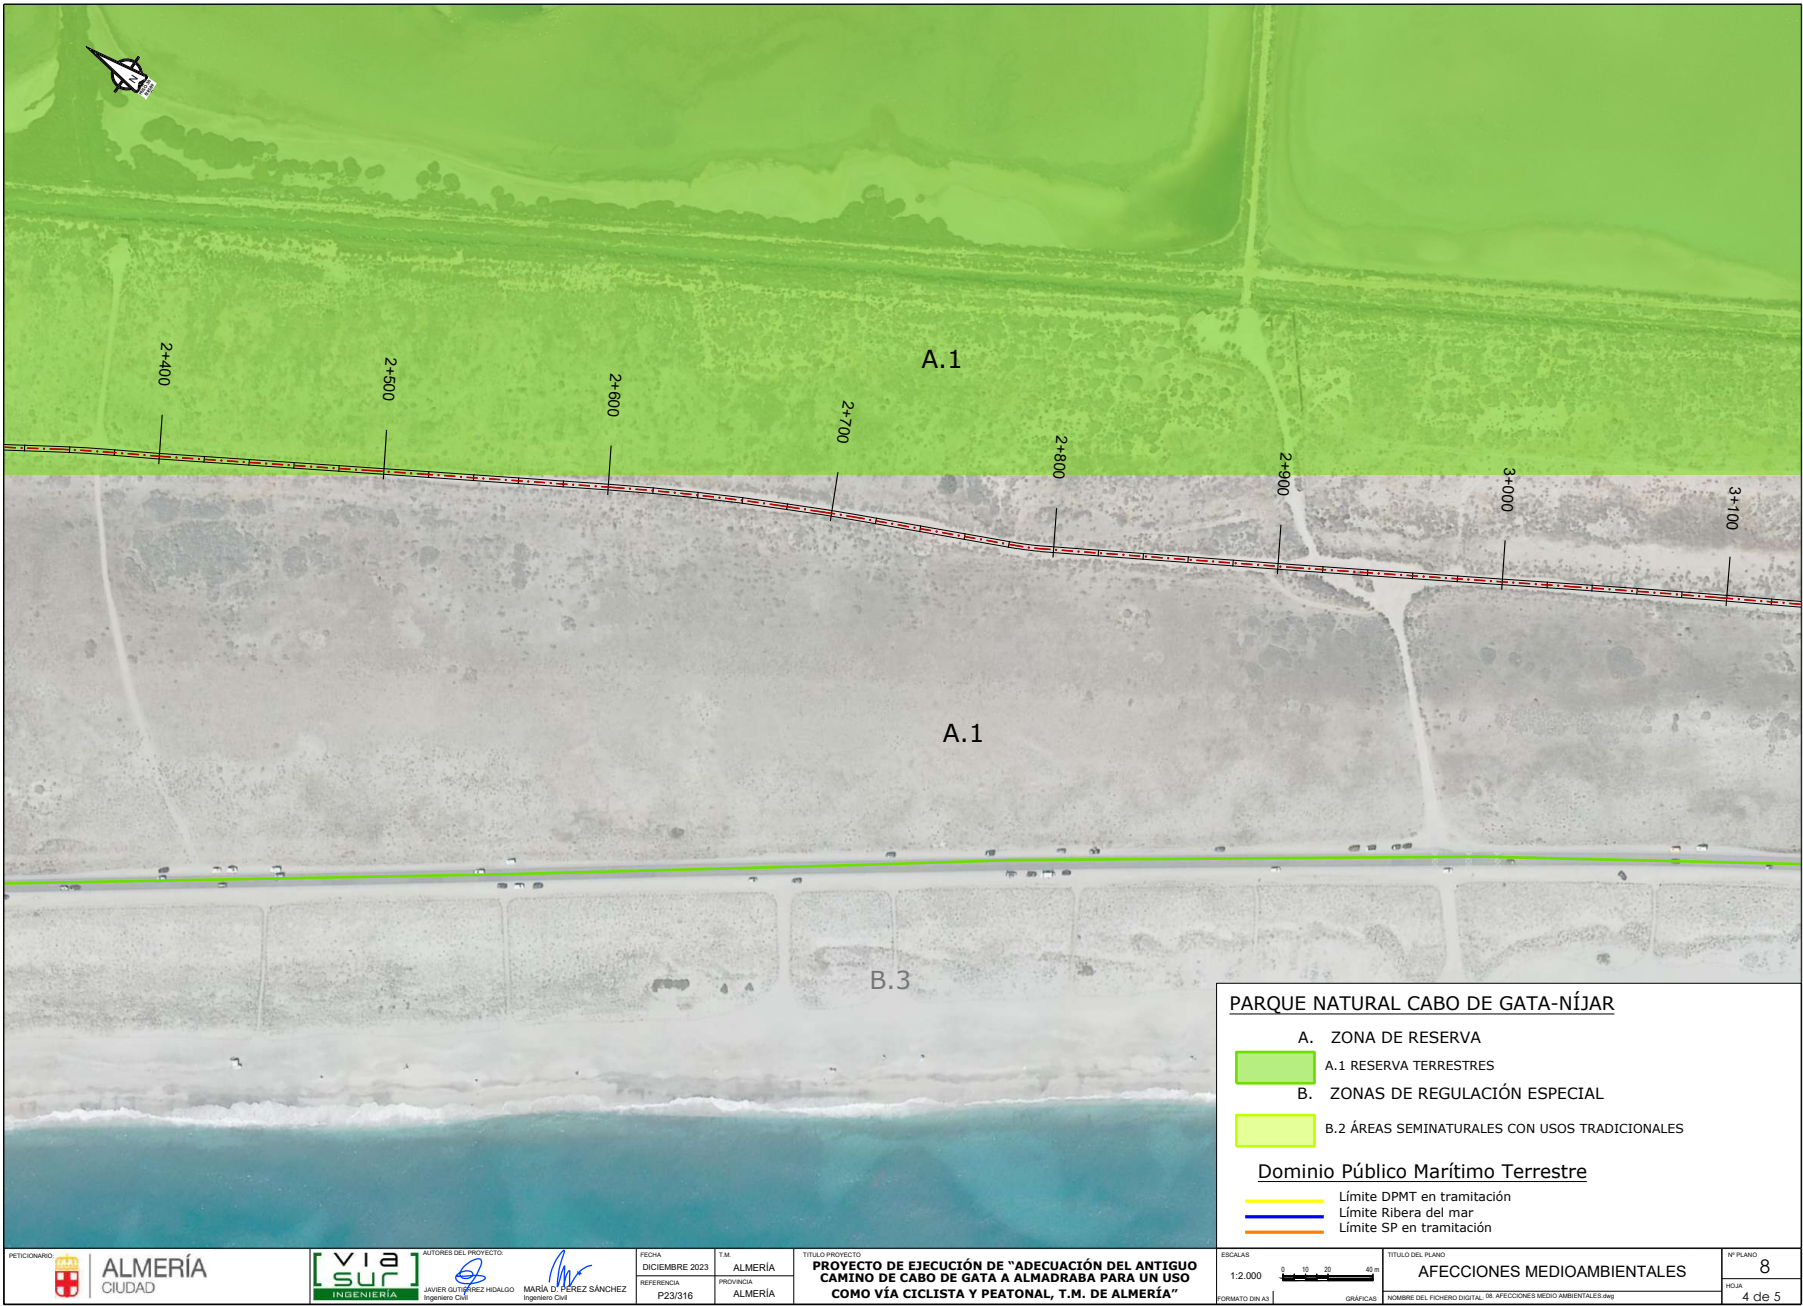 N
2+400
2+500
2+600
2+700
2+800
2+900
3+000
3+100
A.1
A.1
B.3
PARQUE NATURAL CABO DE GATA-NÍJAR
A. ZONA DE RESERVA
A.1 RESERVA TERRESTRES
B. ZONAS DE REGULACIÓN ESPECIAL
B.2 ÁREAS SEMINATURALES CON USOS TRADICIONALES
Dominio Público Marítimo Terrestre
Límite DPMT en tramitación
Límite Ribera del mar
Límite SP en tramitación
PETICIONARIO:
ALMERÍA
CIUDAD
via
sur
INGENIERÍA
AUTORES DEL PROYECTO:
JAVIER GUTIÉRREZ HIDALGO
Ingeniero Civil
MARÍA D. PÉREZ SÁNCHEZ
Ingeniero Civil
FECHA
DICIEMBRE 2023
REFERENCIA
P23/316
T.M.
ALMERÍA
PROVINCIA
ALMERÍA
TITULO PROYECTO
PROYECTO DE EJECUCIÓN DE "ADECUACIÓN DEL ANTIGUO
CAMINO DE CABO DE GATA A ALMADRABA PARA UN USO
COMO VÍA CICLISTA Y PEATONAL, T.M. DE ALMERÍA"
ESCALAS
1:2.000
0 10 20 40 m
FORMATO DIN A3
GRÁFICAS
TITULO DEL PLANO
AFECCIONES MEDIOAMBIENTALES
NOMBRE DEL FICHERO DIGITAL: 08. AFECCIONES MEDIO AMBIENTALES.dwg
Nº PLANO
8
HOJA
4 de 5